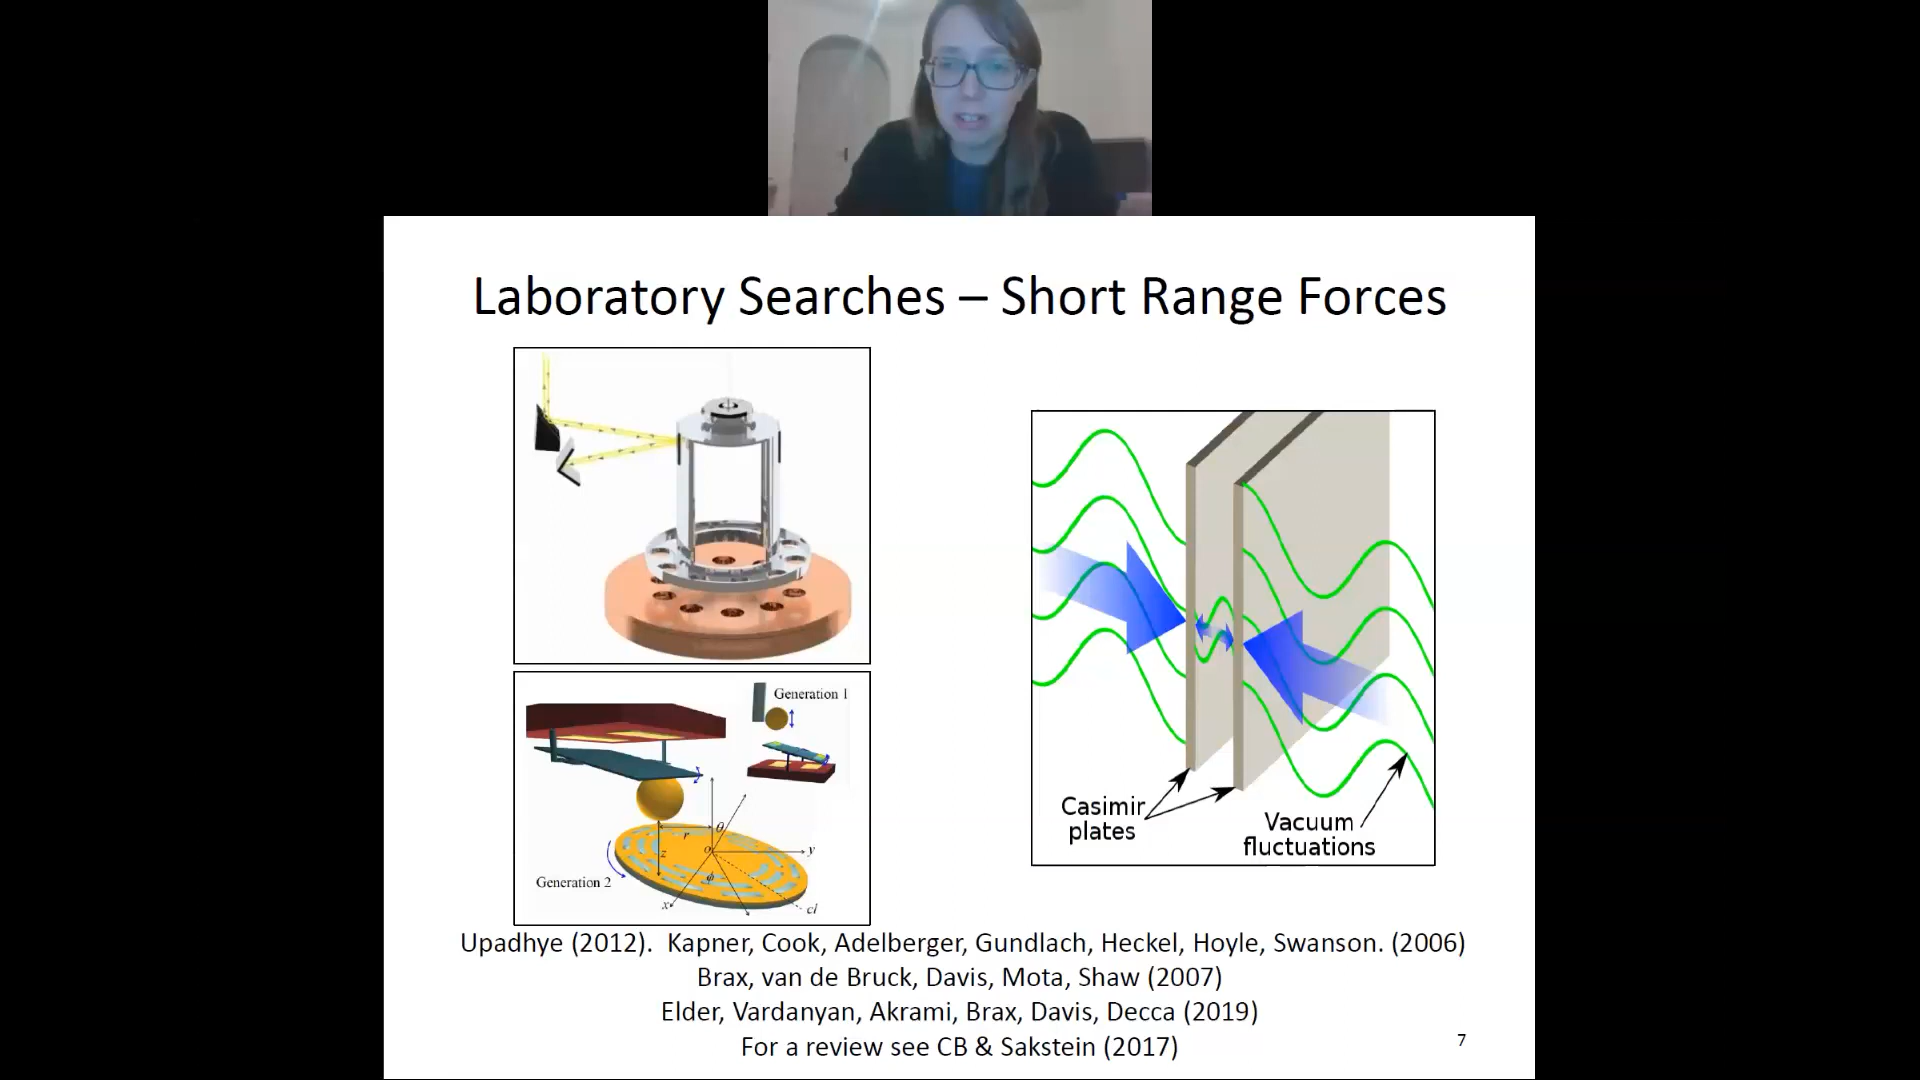 Laboratory Searches – Short Range Forces
Generation 1
θ
r
o
y
z
ϕ
Generation 2
x
cl
Casimir
plates
Vacuum
fluctuations
Upadhye (2012). Kapner, Cook, Adelberger, Gundlach, Heckel, Hoyle, Swanson. (2006)
Brax, van de Bruck, Davis, Mota, Shaw (2007)
Elder, Vardanyan, Akrami, Brax, Davis, Decca (2019)
For a review see CB & Sakstein (2017)
7